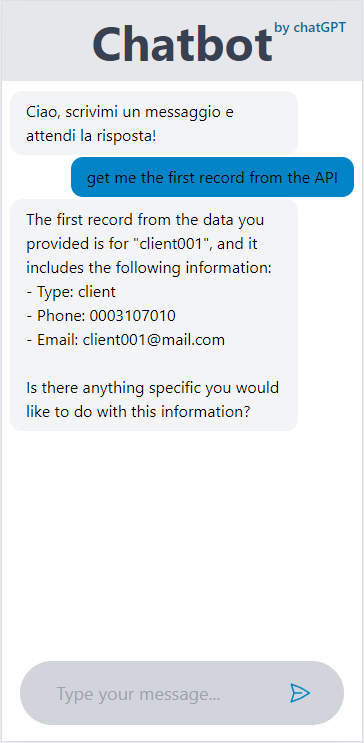 Chatbot by chatGPT
Ciao, scrivimi un messaggio e
attendi la risposta!
get me the first record from the API
The first record from the data you
provided is for "client001", and it
includes the following information:
- Type: client
- Phone: 0003107010
- Email: client001@mail.com
Is there anything specific you would
like to do with this information?
Type your message...